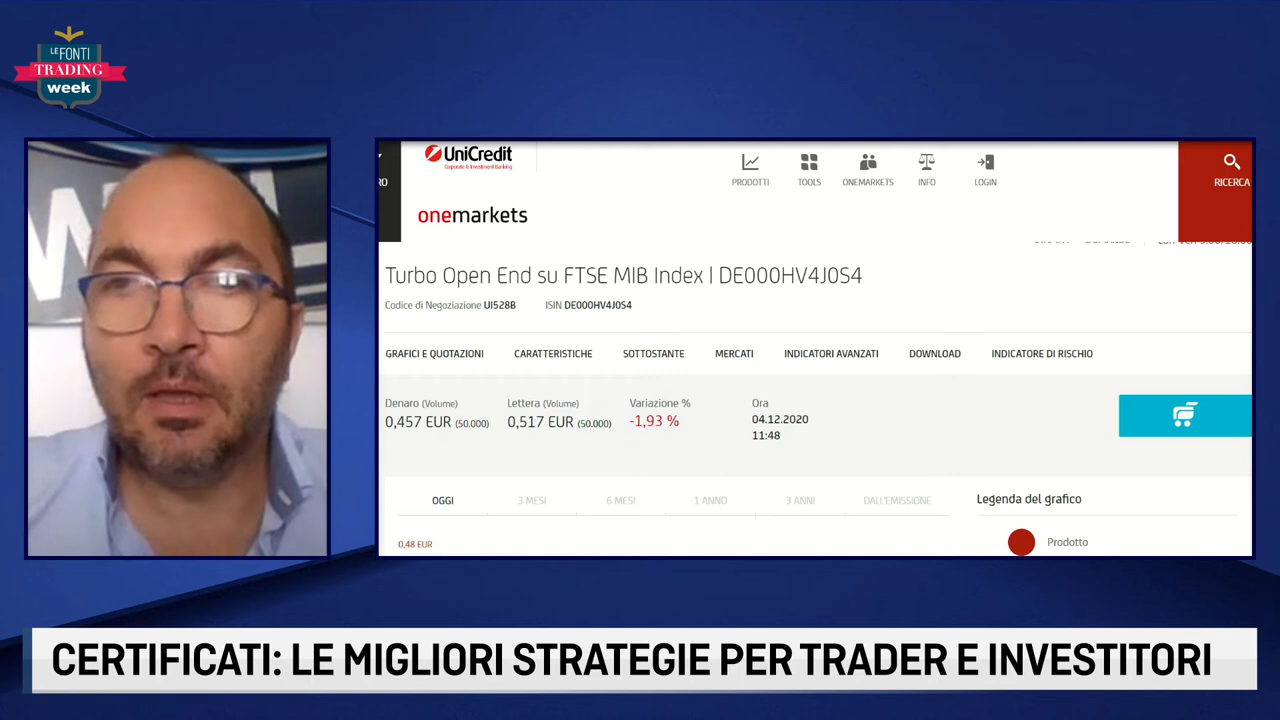 LE FONTI
TRADING
week
W
RO
UniCredit
Corporate & Investment Banking
PRODOTTI
TOOLS
ONEMARKETS
INFO
LOGIN
RICERCA
onemarkets
Turbo Open End su FTSE MIB Index | DE000HV4J0S4
Codice di Negoziazione UI528B ISIN DE000HV4J0S4
GRAFICI E QUOTAZIONI CARATTERISTICHE SOTTOSTANTE MERCATI INDICATORI AVANZATI DOWNLOAD INDICATORE DI RISCHIO
Denaro (Volume) Lettera (Volume) Variazione % Ora
0,457 EUR (50.000) 0,517 EUR (50.000) -1,93 % 04.12.2020
11:48
OGGI 3 MESI 6 MESI 1 ANNO 3 ANNI DALL'EMISSIONE
Legenda del grafico
0,48 EUR
Prodotto
CERTIFICATI: LE MIGLIORI STRATEGIE PER TRADER E INVESTITORI